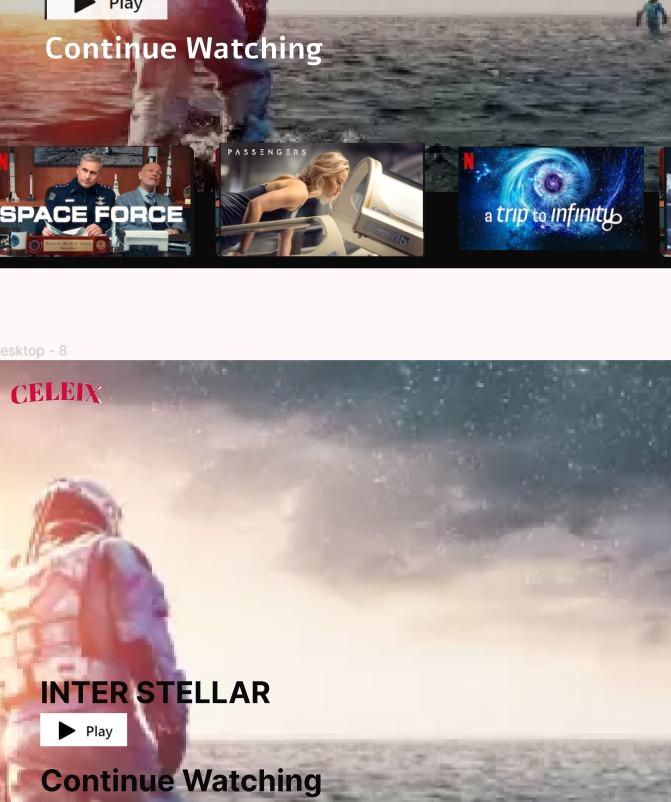 Play
Continue Watching
N
SPACE FORCE
PASSENGERS
N
a trip to infinity
esktop - 8
CELEIX
INTER STELLAR
Play
Continue Watching